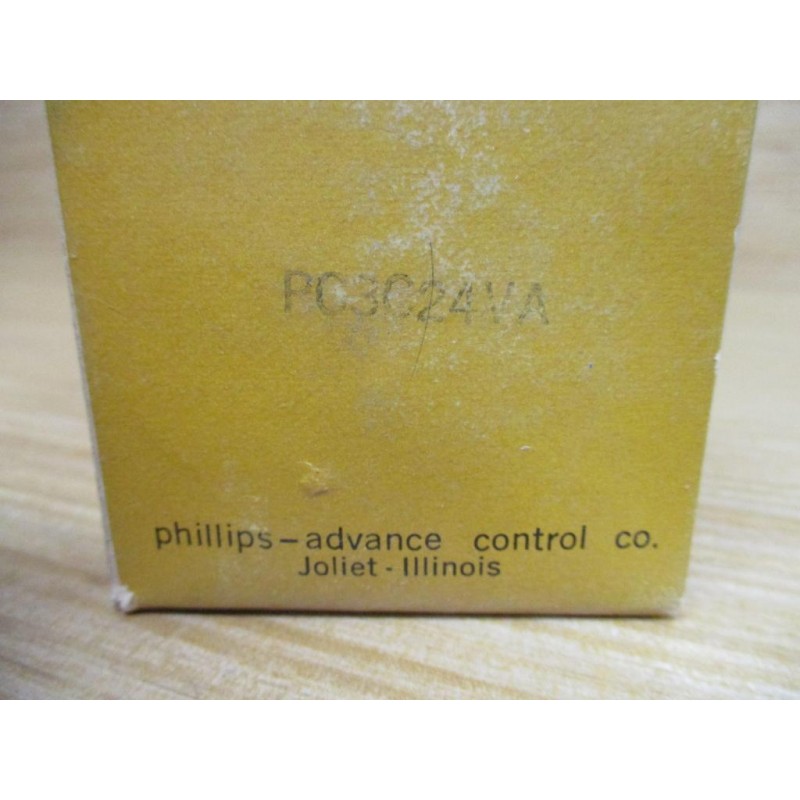 PC3C24VA
phillips-advance control co.
Joliet-Illinois